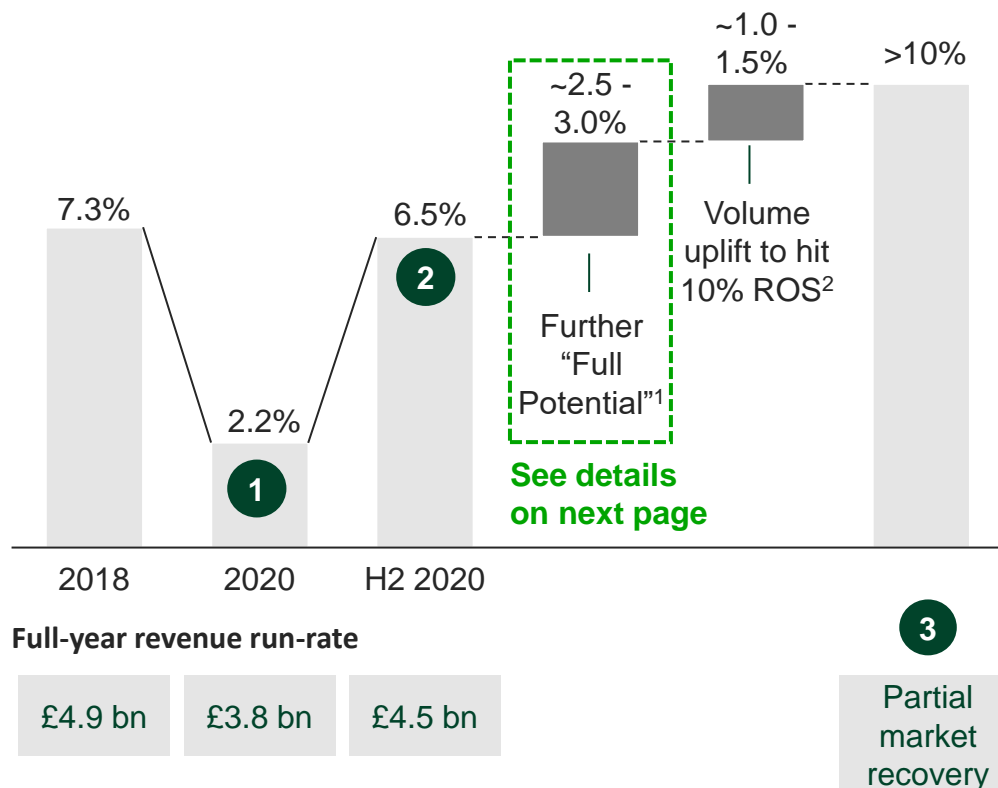 ~1.0 -
1.5%
>10%
~2.5 -
3.0%
7.3%
6.5%
2
Volume
uplift to hit
10% ROS2
Further
“Full
Potential”1
2.2%
1
See details
on next page
2018
2020
H2 2020
Full-year revenue run-rate
3
£4.9 bn
£3.8 bn
£4.5 bn
Partial
market
recovery